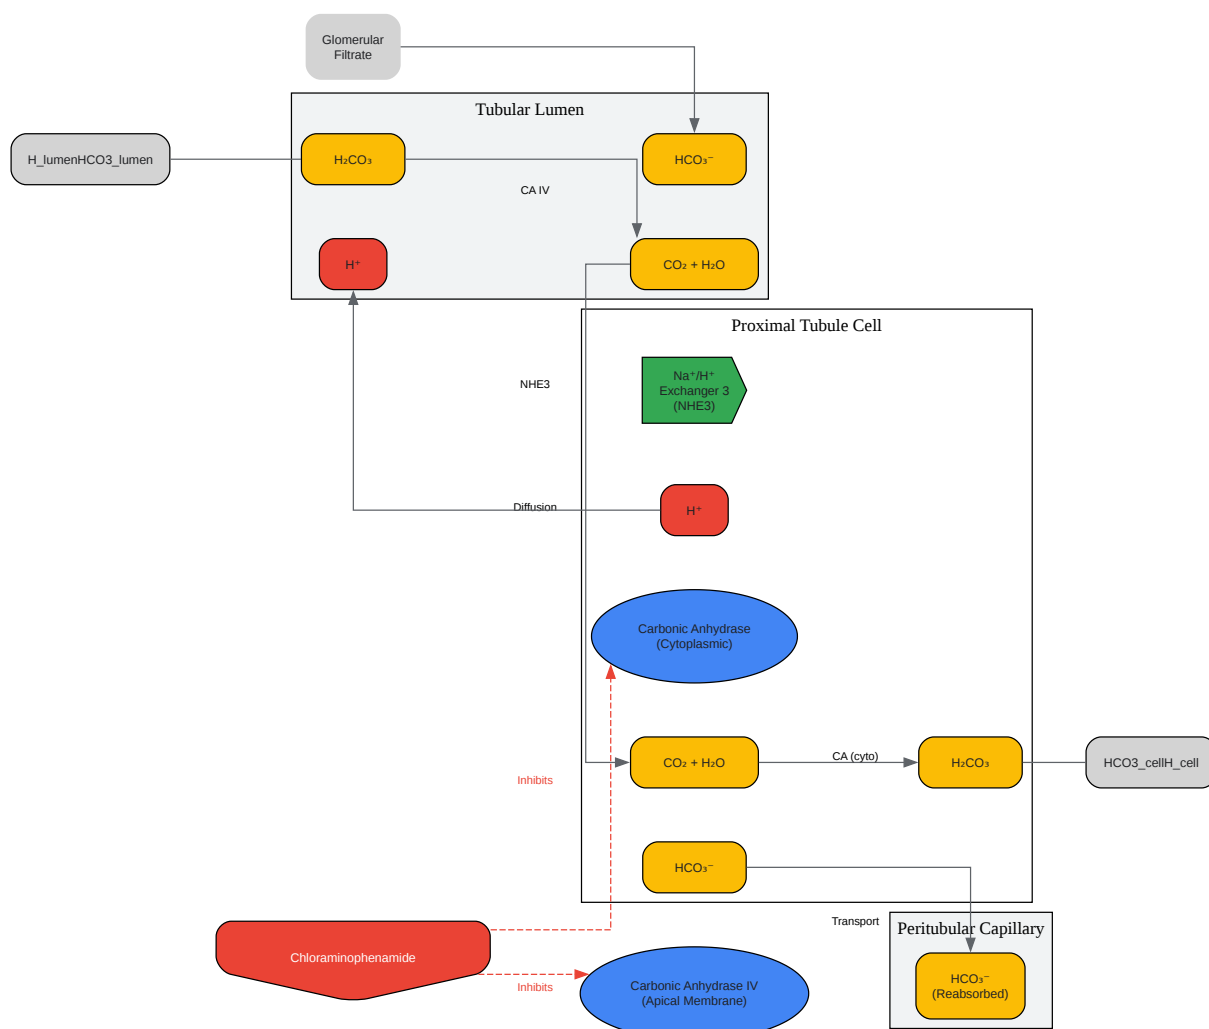 Glomerular
Filtrate
Tubular Lumen
H_lumenHCO3_lumen
H₂CO₃
HCO₃⁻
CA IV
H⁺
CO₂ + H₂O
Proximal Tubule Cell
NHE3
Na⁺/H⁺
Exchanger 3
(NHE3)
Diffusion
H⁺
Carbonic Anhydrase
(Cytoplasmic)
CO₂ + H₂O
CA (cyto)
H₂CO₃
HCO3_cellH_cell
Inhibits
HCO₃⁻
Transport
Peritubular Capillary
Chloraminophenamide
HCO₃⁻
(Reabsorbed)
Inhibits
Carbonic Anhydrase IV
(Apical Membrane)